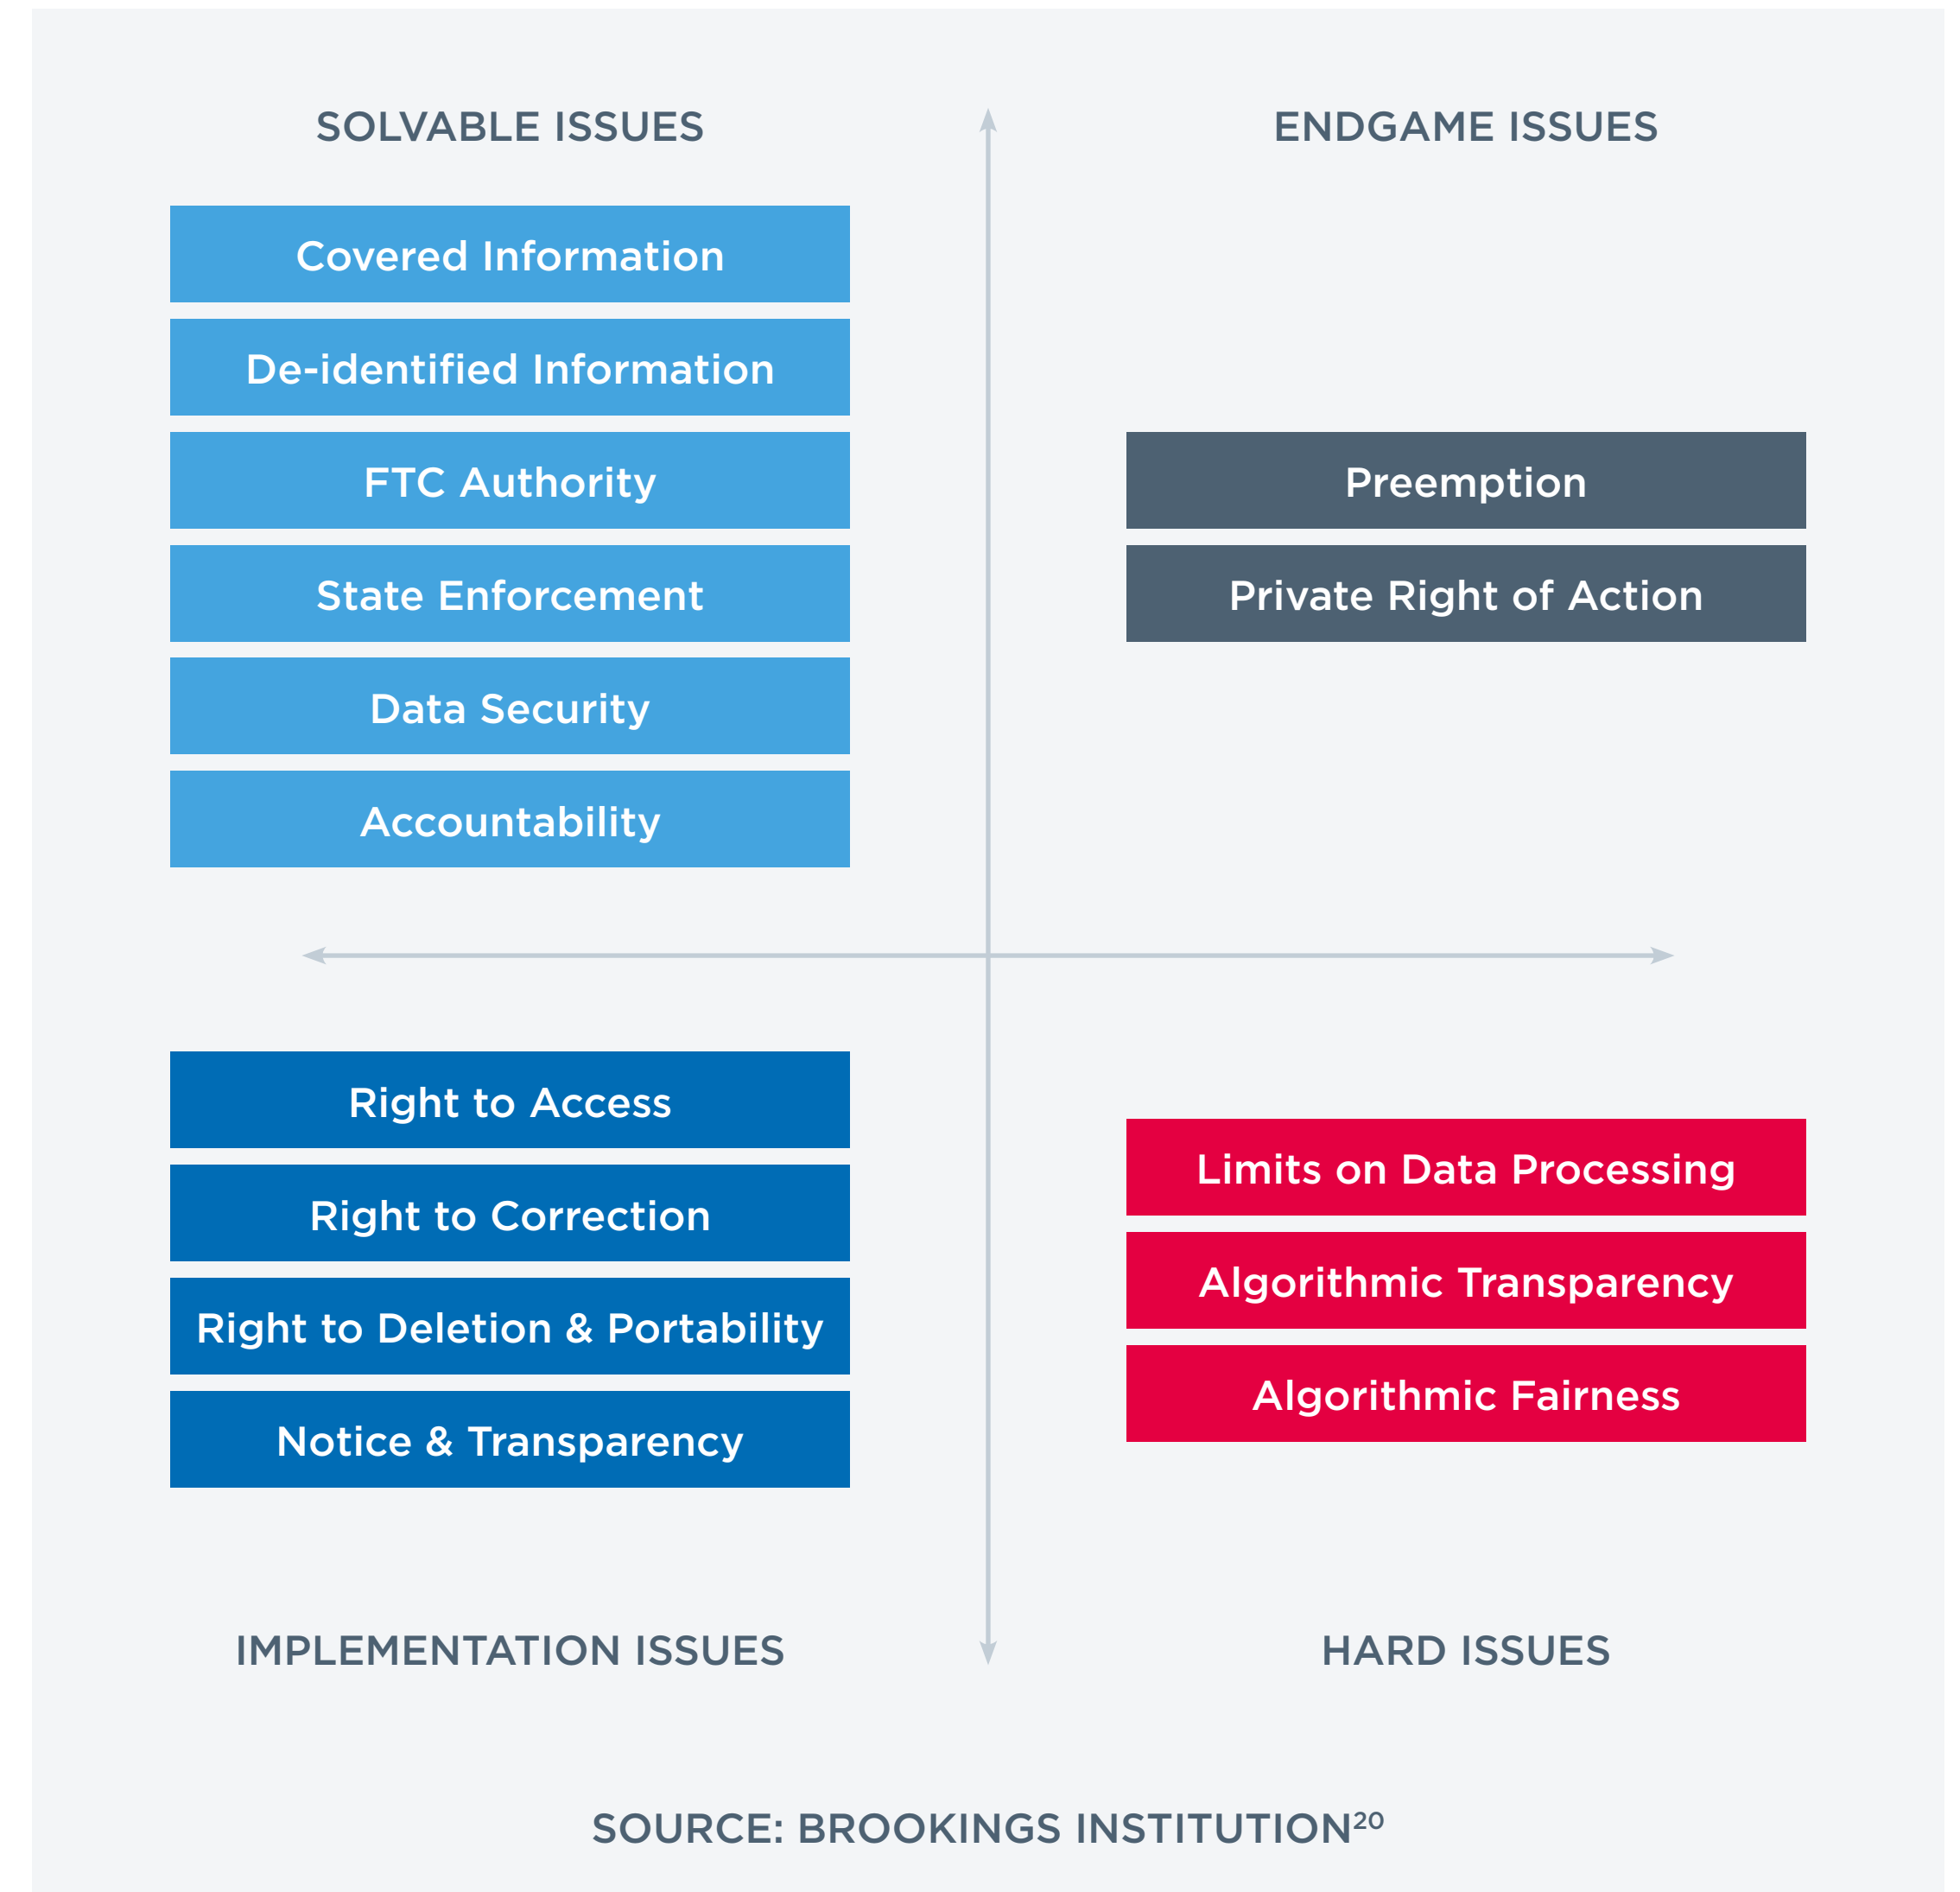 SOLVABLE ISSUES
Covered Information
De-identified Information
FTC Authority
State Enforcement
Data Security
Accountability
ENDGAME ISSUES
Preemption
Private Right of Action
Right to Access
Right to Correction
Right to Deletion & Portability
Notice & Transparency
IMPLEMENTATION ISSUES
Limits on Data Processing
Algorithmic Transparency
Algorithmic Fairness
HARD ISSUES
SOURCE: BROOKINGS INSTITUTION²⁰